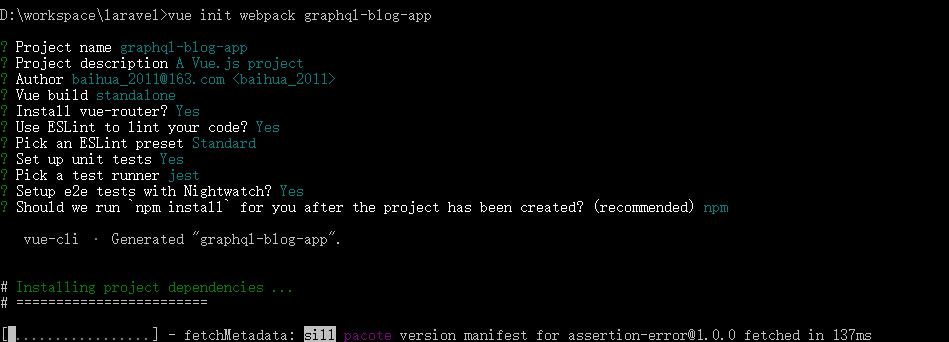 D:\workspace\laravel>vue init webpack graphql-blog-app
? Project name graphql-blog-app
? Project description A Vue.js project
? Author baihua_2011@163.com <baihua_2011>
? Vue build standalone
? Install vue-router? Yes
? Use ESLint to lint your code? Yes
? Pick an ESLint preset Standard
? Set up unit tests Yes
? Pick a test runner jest
? Setup e2e tests with Nightwatch? Yes
? Should we run `npm install` for you after the project has been created? (recommended) npm
vue-cli · Generated "graphql-blog-app".
# Installing project dependencies ...
# ========================
[ ................] - fetchMetadata: sill pacote version manifest for assertion-error@1.0.0 fetched in 137ms